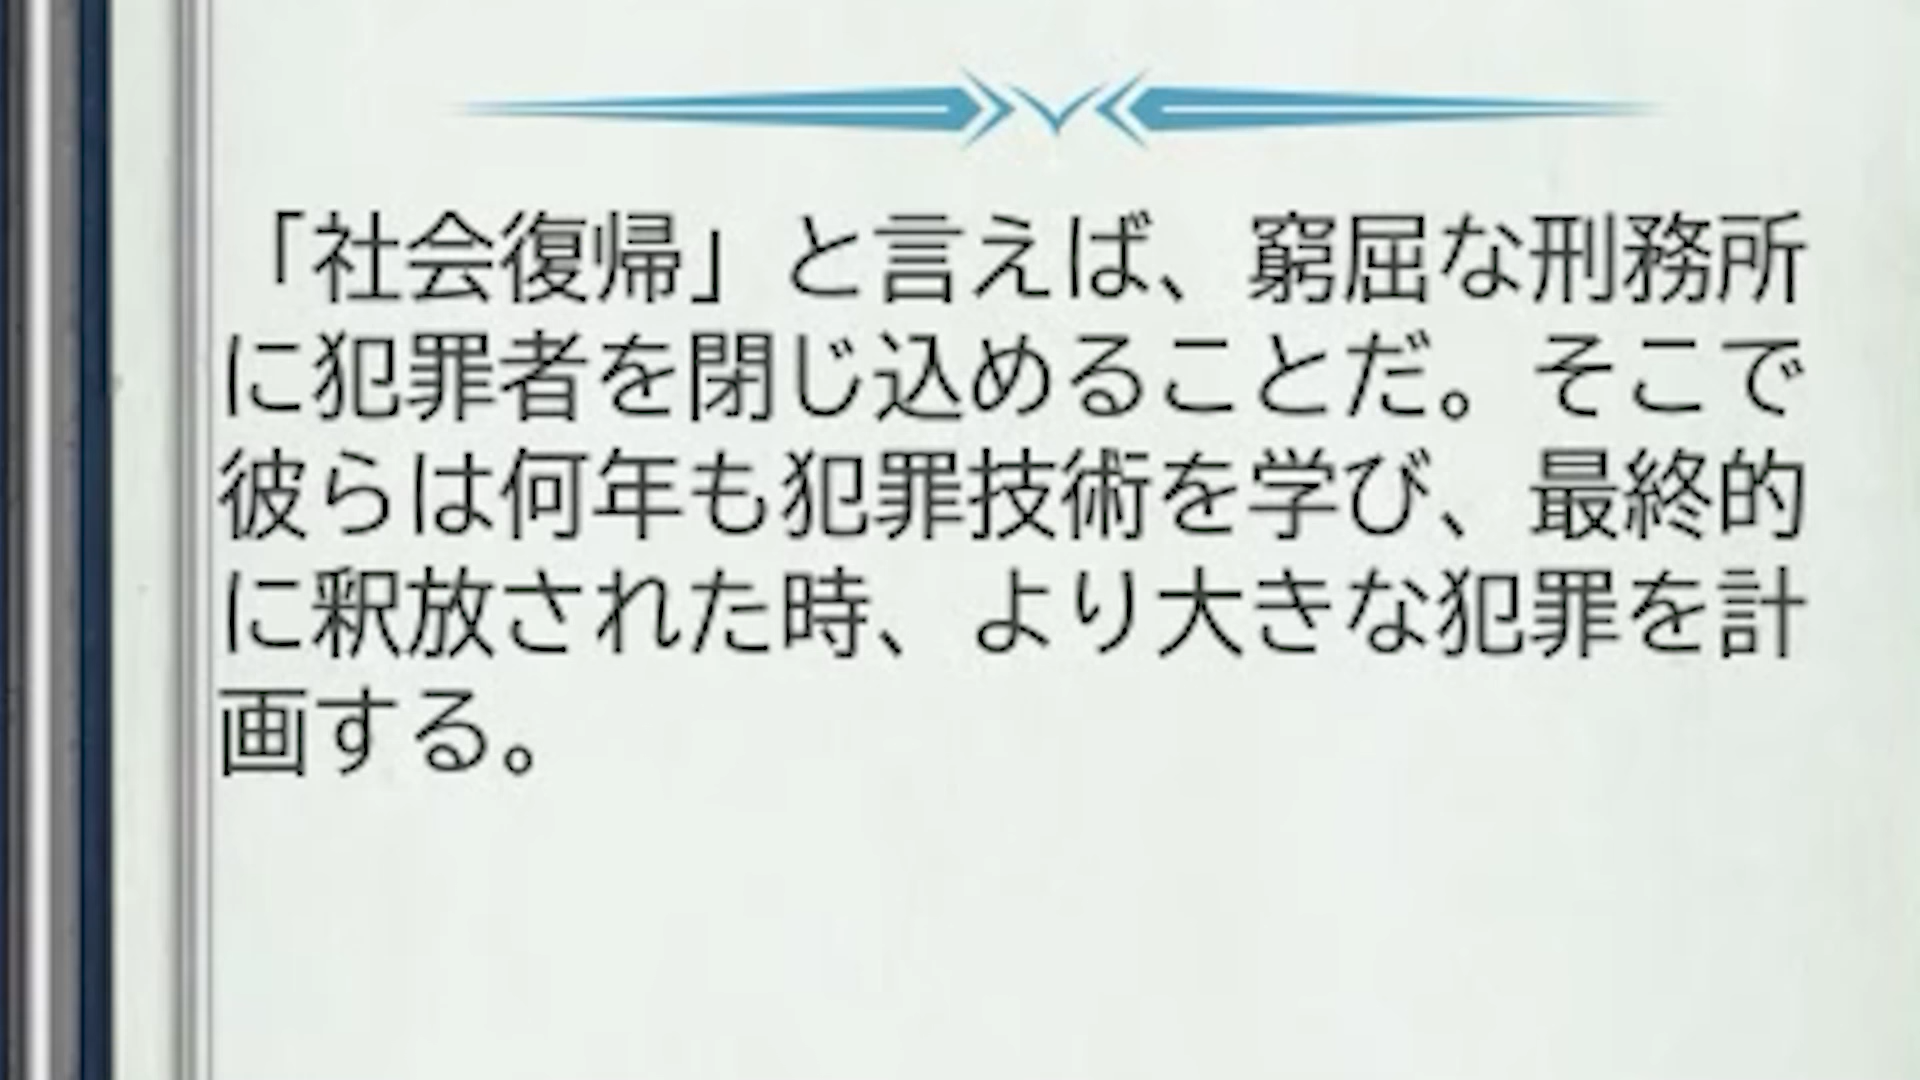 「社会復帰」と言えば、窮屈な刑務所
に犯罪者を閉じ込めることだ。そこで
彼らは何年も犯罪技術を学び、最終的
に釈放された時、より大きな犯罪を計
画する。